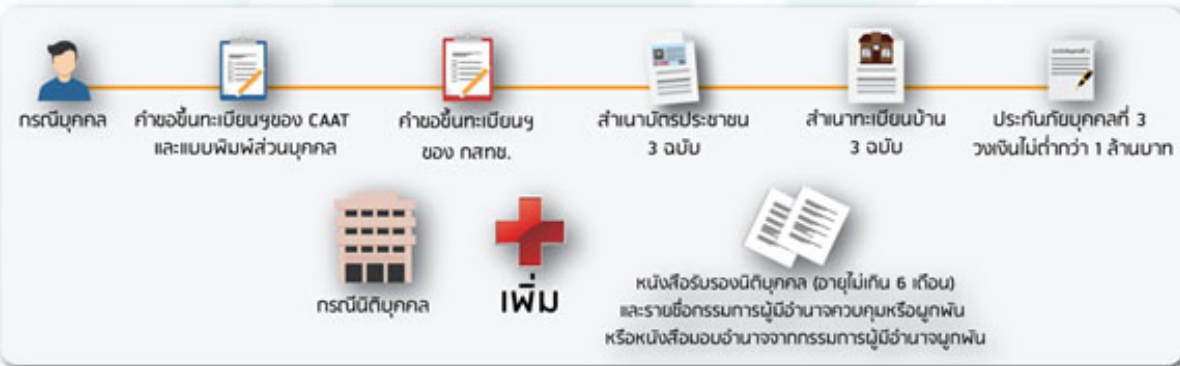 กรณีบุคคล
คำขอขึ้นทะเบียนฯของ CAAT
และแบบพิมพ์ส่วนบุคคล
คำขอขึ้นทะเบียนฯ
ของ กสทช.
สำเนาบัตรประชาชน
3 ฉบับ
สำเนาทะเบียนบ้าน
3 ฉบับ
ประกันภัยบุคคลที่ 3
วงเงินไม่ต่ำกว่า 1 ล้านบาท
กรณีนิติบุคคล
เพิ่ม
หนังสือรับรองนิติบุคคล (อายุไม่เกิน 6 เดือน)
และรายชื่อกรรมการผู้มีอำนาจควบคุมหรือผูกพัน
หรือหนังสือมอบอำนาจจากกรรมการผู้มีอำนาจผูกพัน